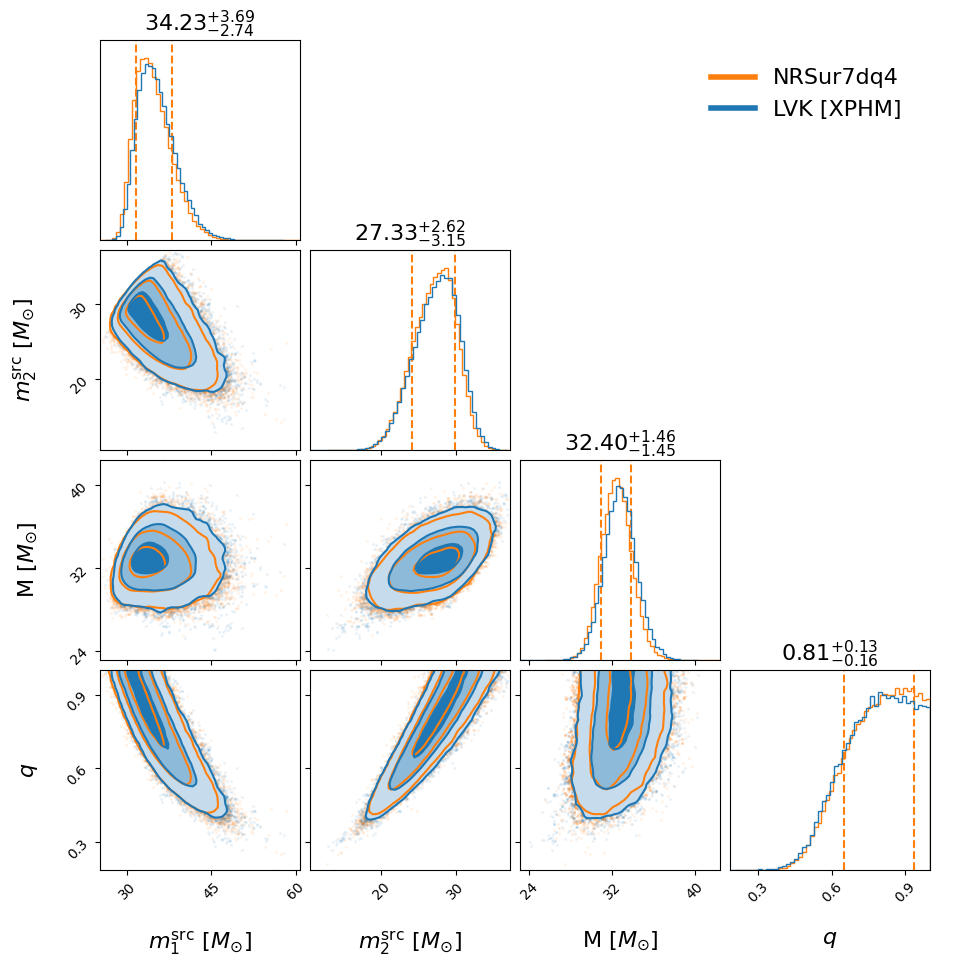 $34.23^{+3.69}_{-2.74}$
NRSur7dq4
LVK [XPHM]
$27.33^{+2.62}_{-3.15}$
$m_2^{\mathrm{src}}$ [$M_\odot$]
30
20
$32.40^{+1.46}_{-1.45}$
M [$M_\odot$]
40
32
24
$0.81^{+0.13}_{-0.16}$
$q$
0.9
0.6
0.3
30 45 60 20 30 24 32 40 0.3 0.6 0.9
$m_1^{\mathrm{src}}$ [$M_\odot$] $m_2^{\mathrm{src}}$ [$M_\odot$] M [$M_\odot$] $q$